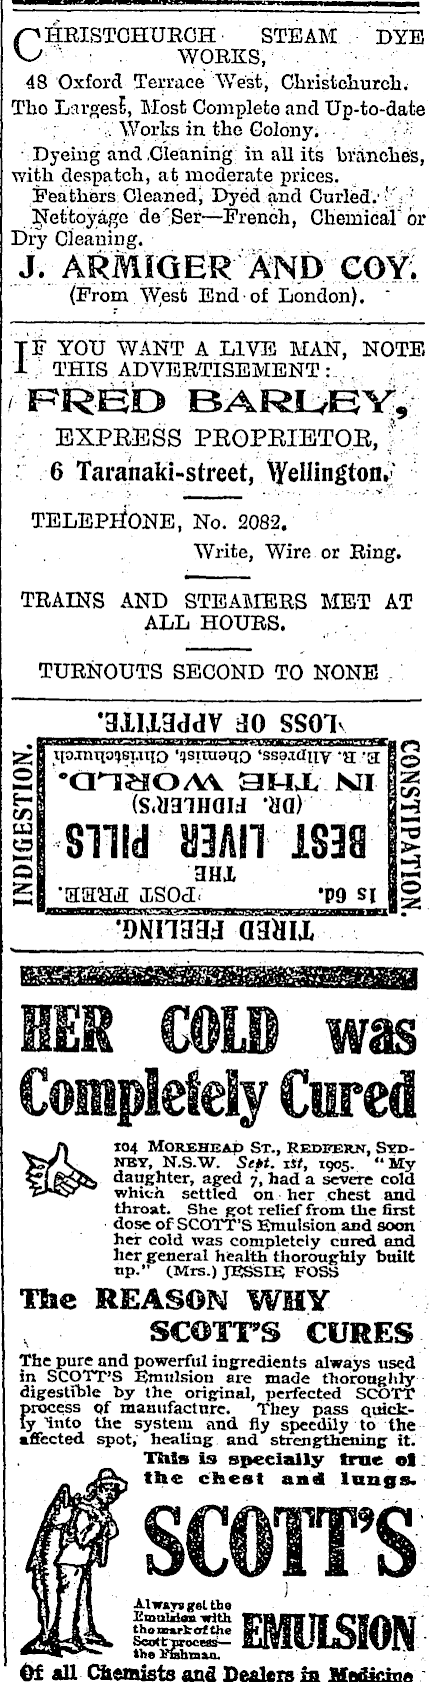 CHRISTCHURCH STEAM DYE
WORKS,
48 Oxford Terrace West, Christchurch.
The Largest, Most Complete and Up-to-date
Works in the Colony.
Dyeing and Cleaning in all its branches,
with despatch, at moderate prices.
Feathers Cleaned, Dyed and Curled.
Nettoyage de Ser—French, Chemical or
Dry Cleaning.
J. ARMIGER AND COY.
(From West End of London).
IF YOU WANT A LIVE MAN, NOTE
THIS ADVERTISEMENT:
FRED BARLEY,
EXPRESS PROPRIETOR,
6 Taranaki-street, Wellington.
TELEPHONE, No. 2082.
Write, Wire or Ring.
TRAINS AND STEAMERS MET AT
ALL HOURS.
TURNOUTS SECOND TO NONE
TIRED FEELING.
1s 6d. POST FREE.
THE
BEST LIVER PILLS
(DR. FIDHLER'S)
IN THE WORLD.
E. R. Allpress, Chemist, Christchurch
LOSS OF APPETITE.
INDIGESTION.
CONSTIPATION.
HER COLD was
Completely Cured
104 MOREHEAD ST., REDFERN, SYD-
NEY, N.S.W. Sept. 1st, 1905. "My
daughter, aged 7, had a severe cold
which settled on her chest and
throat. She got relief from the first
dose of SCOTT'S Emulsion and soon
her cold was completely cured and
her general health thoroughly built
up." (Mrs.) JESSIE FOSS
The REASON WHY
SCOTT'S CURES
The pure and powerful ingredients always used
in SCOTT'S Emulsion are made thoroughly
digestible by the original, perfected SCOTT
process of manufacture. They pass quick-
ly into the system and fly speedily to the
affected spot, healing and strengthening it.
This is specially true of
the chest and lungs.
SCOTT'S
Always get the
Emulsion with
the mark of the
Scott process—
the Fishman.
EMULSION
Of all Chemists and Dealers in Medicine